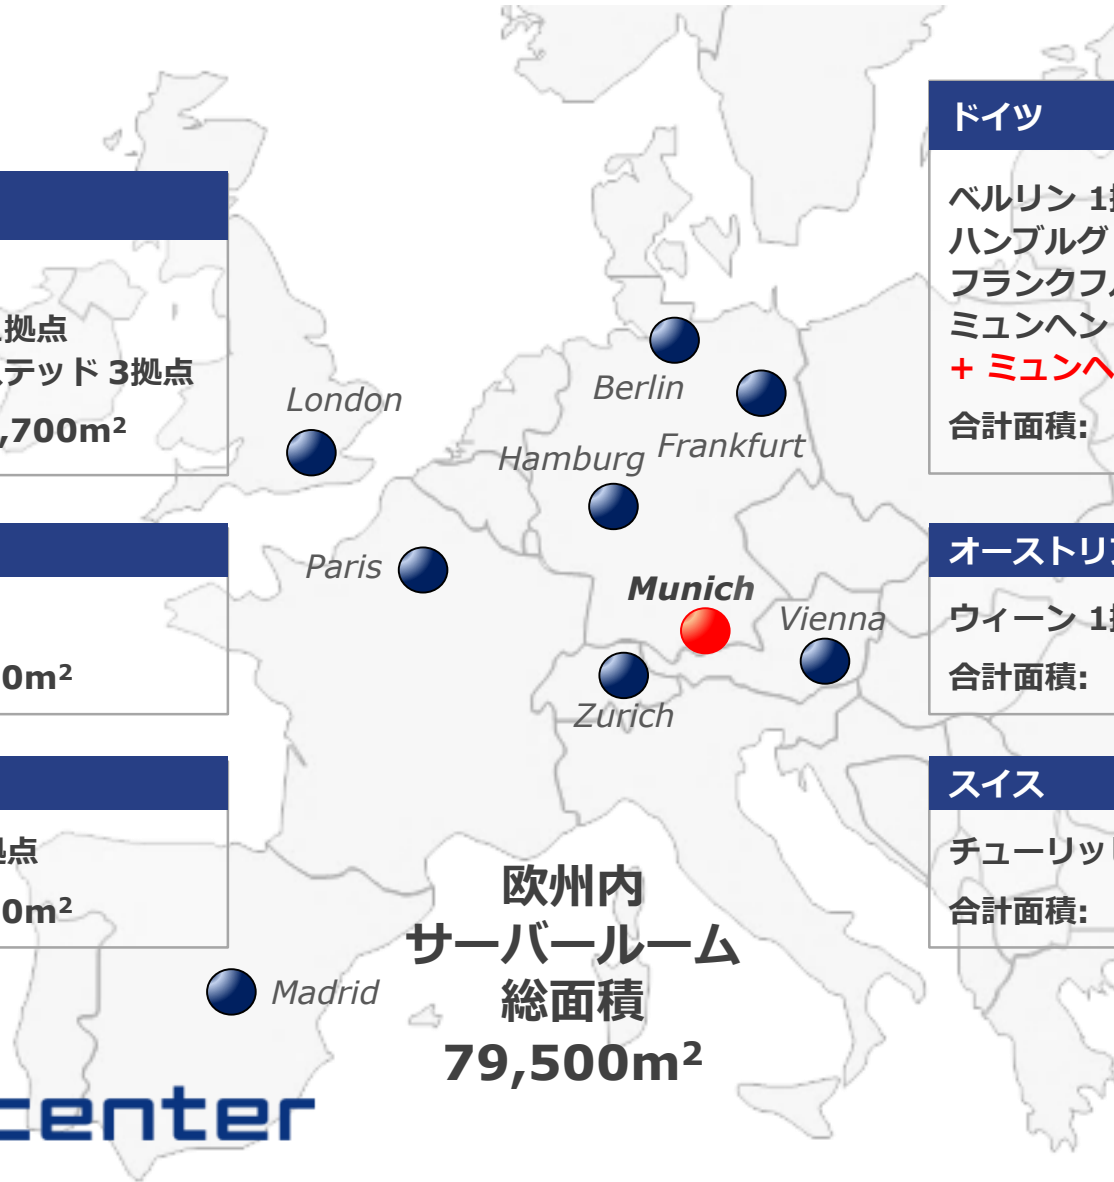 拠点
テッド 3拠点
,700m²
0m²
点
0m²
London
Paris
Berlin
Frankfurt
Hamburg
Munich
Vienna
Zurich
Madrid
欧州内
サーバールーム
総面積
79,500m²
center
ドイツ
ベルリン 1
ハンブルグ
フランクフ
ミュンヘン
+ ミュンヘ
合計面積:
オーストリ
ウィーン 1
合計面積:
スイス
チューリッ
合計面積: